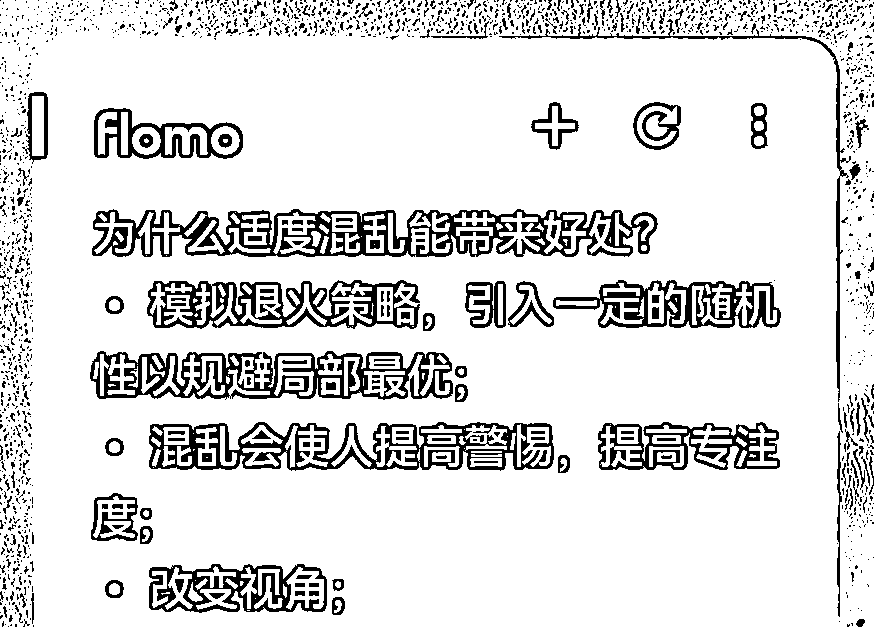 flomo
为什么适度混乱能带来好处?
○ 模拟退火策略，引入一定的随机
性以规避局部最优;
○ 混乱会使人提高警惕，提高专注
度;
○ 改变视角;